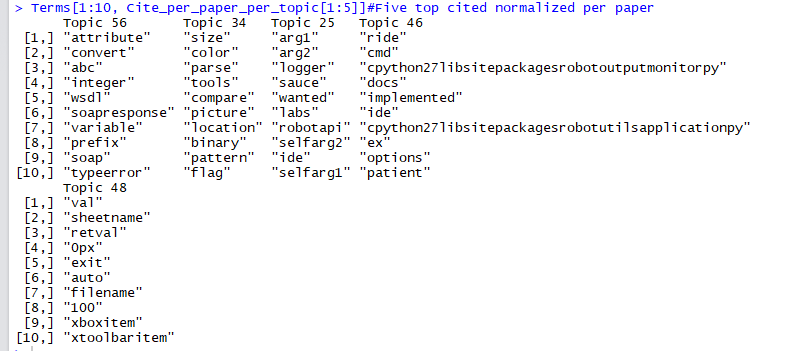 > Terms[1:10, Cite_per_paper_per_topic[1:5]]#Five top cited normalized per paper
      Topic 56       Topic 34   Topic 25   Topic 46
 [1,] "attribute"    "size"     "arg1"     "ride"
 [2,] "convert"      "color"    "arg2"     "cmd"
 [3,] "abc"          "parse"    "logger"   "cpython27libsitepackagesrobotoutputmonitorpy"
 [4,] "integer"      "tools"    "sauce"    "docs"
 [5,] "wsdl"         "compare"  "wanted"   "implemented"
 [6,] "soapresponse" "picture"  "labs"     "ide"
 [7,] "variable"     "location" "robotapi" "cpython27libsitepackagesrobotutilsapplicationpy"
 [8,] "prefix"       "binary"   "selfarg2" "ex"
 [9,] "soap"         "pattern"  "ide"      "options"
[10,] "typeerror"    "flag"     "selfarg1" "patient"
      Topic 48
 [1,] "val"
 [2,] "sheetname"
 [3,] "retval"
 [4,] "0px"
 [5,] "exit"
 [6,] "auto"
 [7,] "filename"
 [8,] "100"
 [9,] "xboxitem"
[10,] "xtoolbaritem"
>